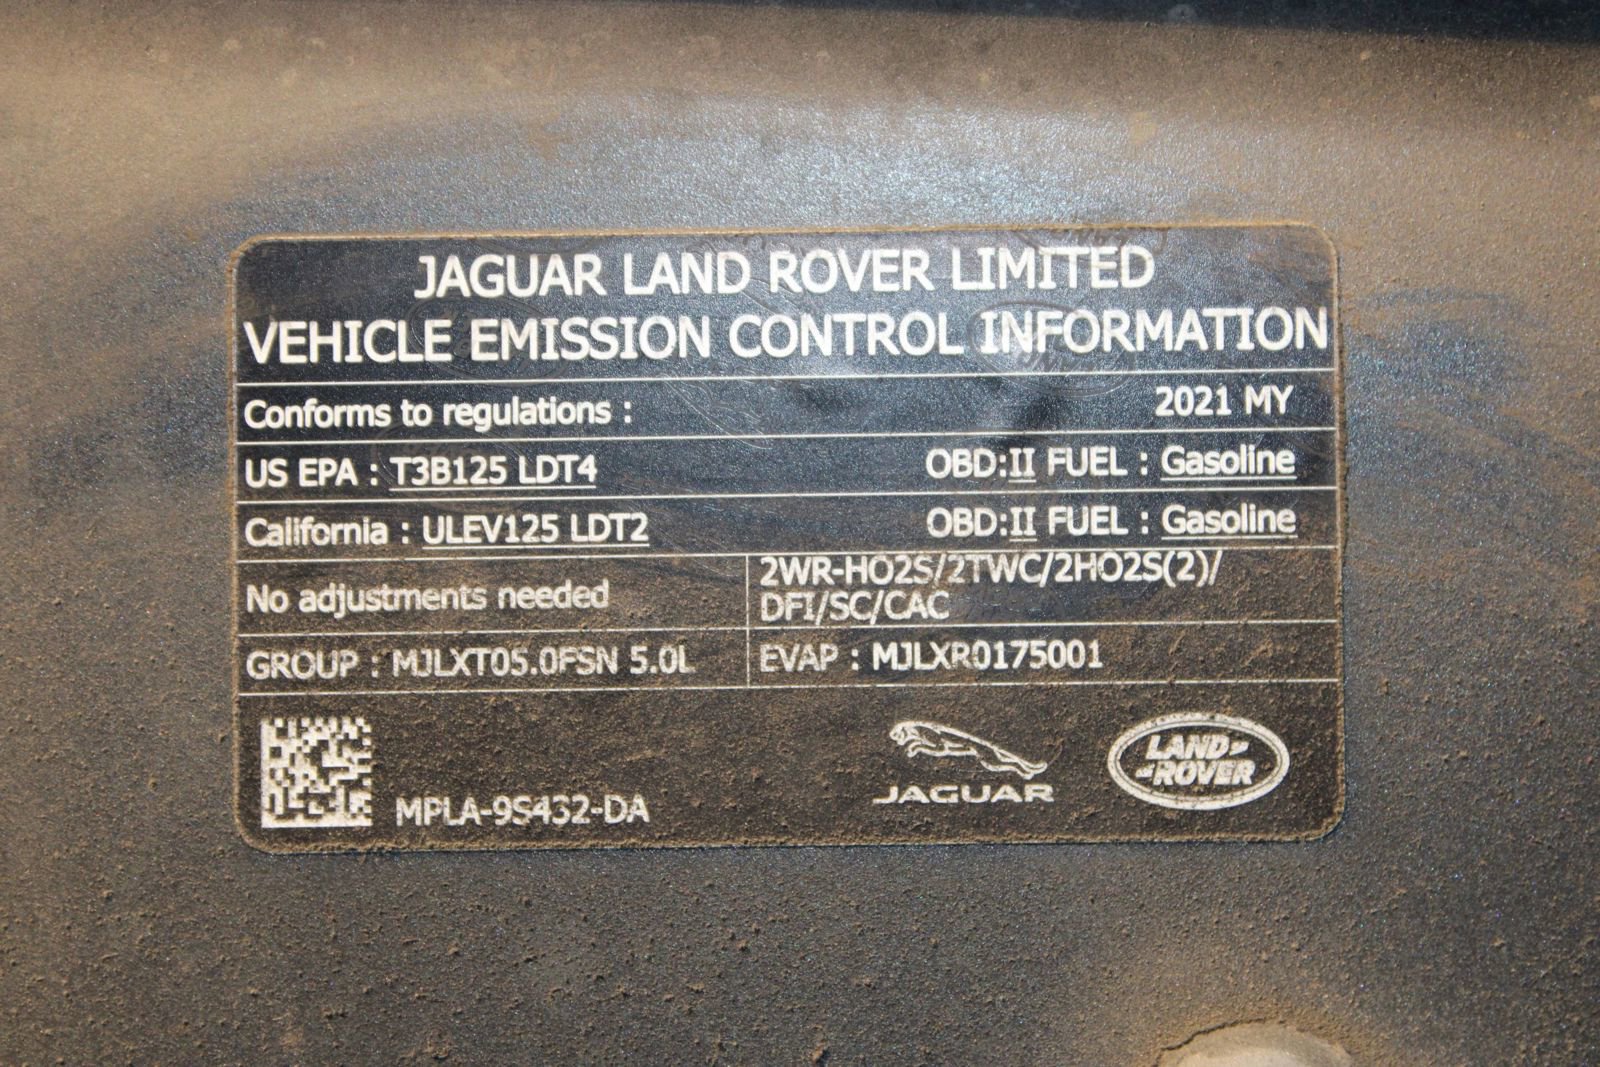 JAGUAR LAND ROVER LIMITED
VEHICLE EMISSION CONTROL INFORMATION
Conforms to regulations : 2021 MY
US EPA : T3B125 LDT4 OBD:II FUEL : Gasoline
California : ULEV125 LDT2 OBD:II FUEL : Gasoline
No adjustments needed
2WR-HO2S/2TWC/2HO2S(2)/
DFI/SC/CAC
GROUP : MJLXT05.0FSN 5.0L EVAP : MJLXR0175001
MPLA-9S432-DA
JAGUAR
LAND-
-ROVER